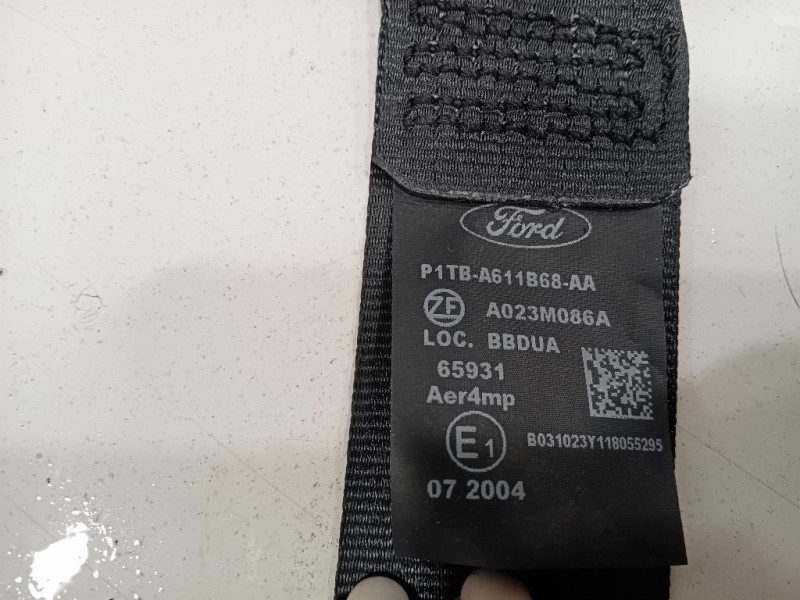 Ford
P1TB-A611B68-AA
ZF A023M086A
LOC. BBDUA
65931
Aer4mp
E1
B031023Y118055295
07 2004